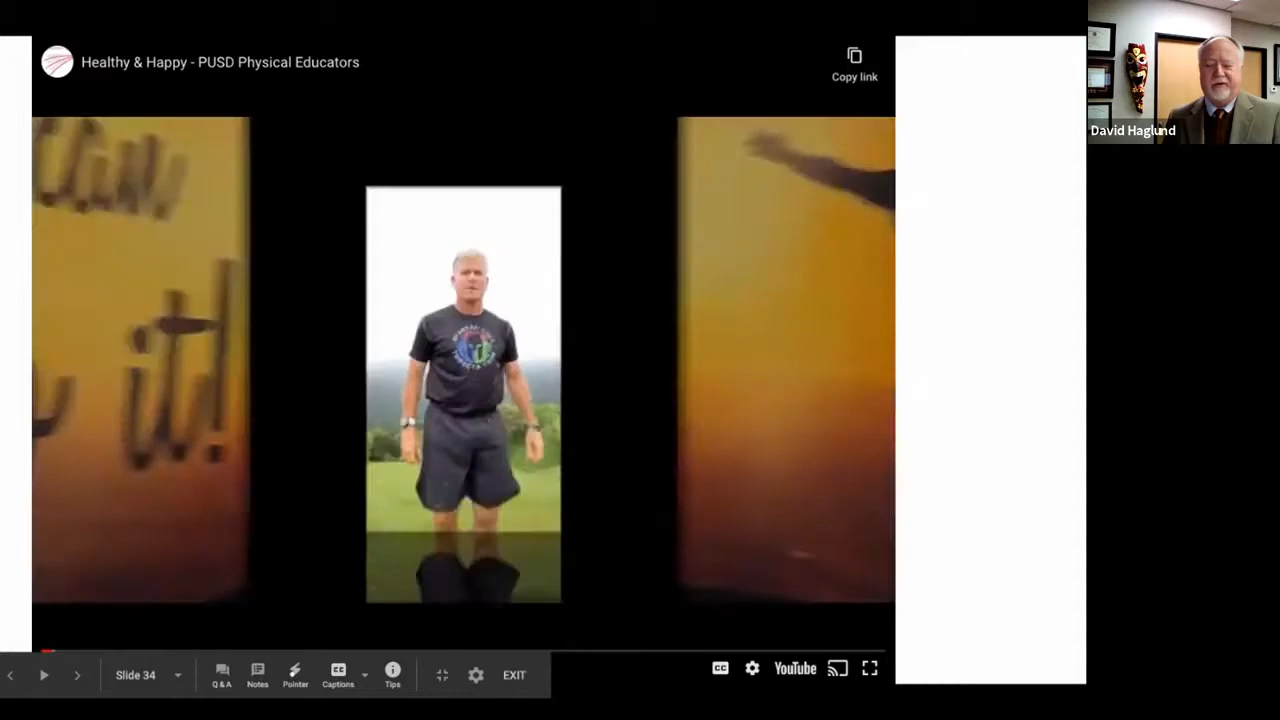 Healthy & Happy - PUSD Physical Educators
Copy link
David Haglund
can
it!
Slide 34
Q & A
Notes
Pointer
Captions
Tips
EXIT
CC
YouTube